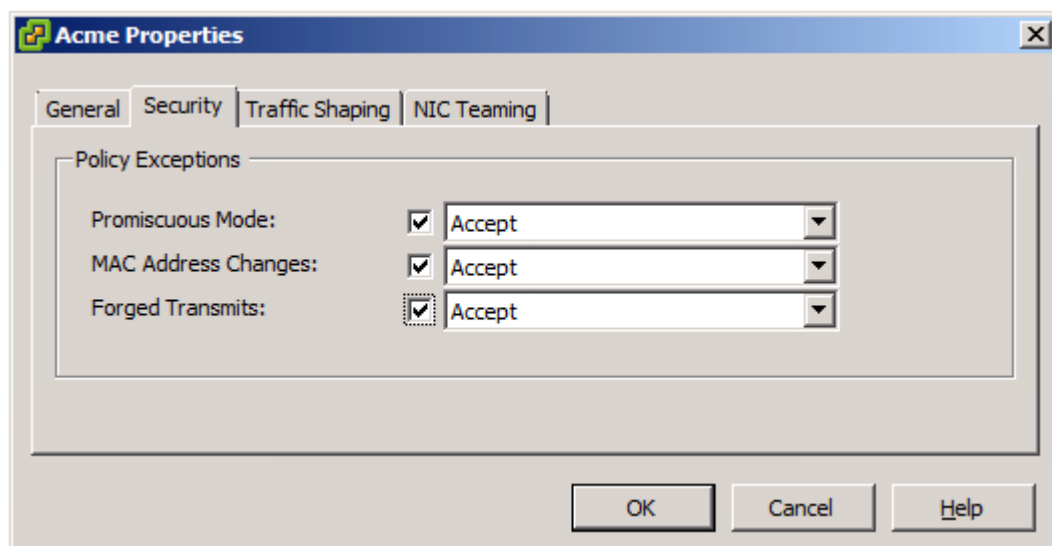 Acme Properties
General Security Traffic Shaping NIC Teaming
Policy Exceptions
Promiscuous Mode: Accept
MAC Address Changes: Accept
Forged Transmits: Accept
OK Cancel Help